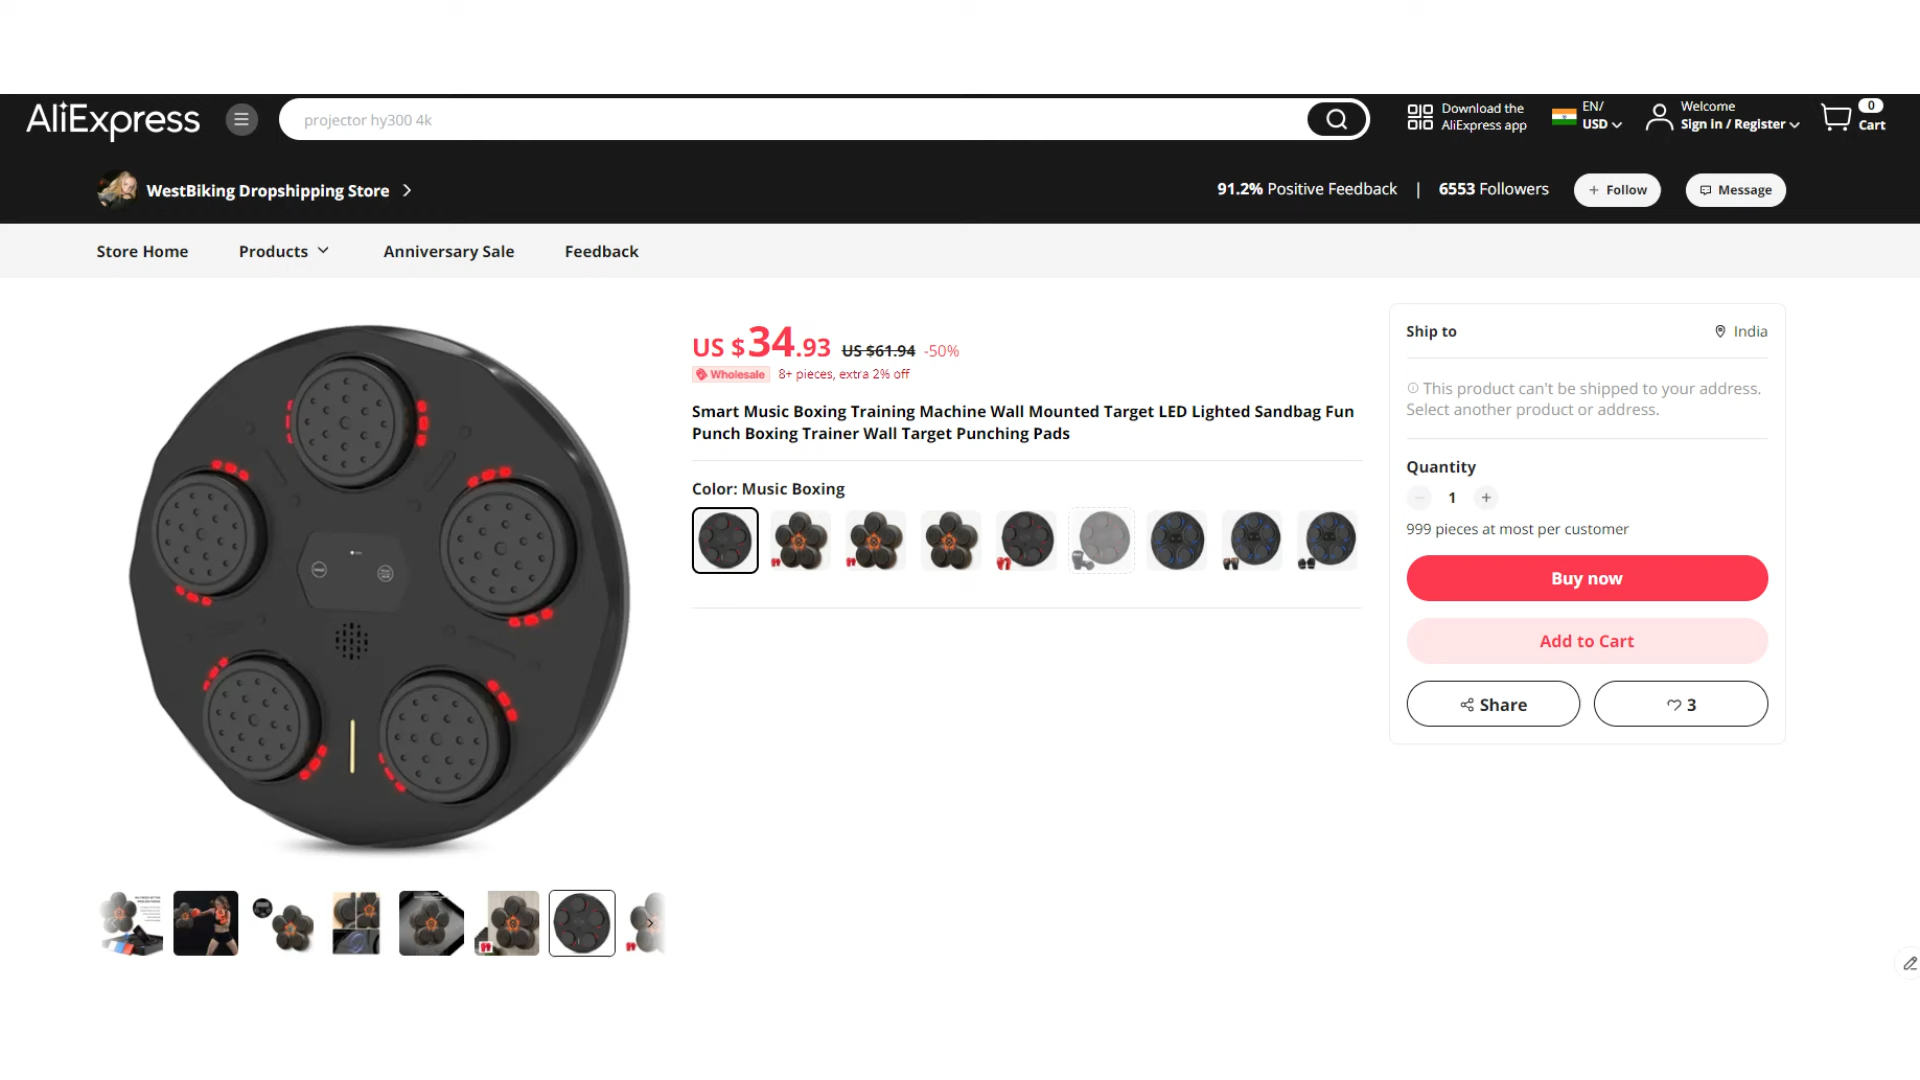 AliExpress
projector hy300 4k
Download the
AliExpress app
EN/
USD
Welcome
Sign in / Register
0
Cart
WestBiking Dropshipping Store
91.2% Positive Feedback | 6553 Followers
+ Follow
Message
Store Home
Products
Anniversary Sale
Feedback
US $34.93 US $61.94 -50%
Wholesale 8+ pieces, extra 2% off
Smart Music Boxing Training Machine Wall Mounted Target LED Lighted Sandbag Fun
Punch Boxing Trainer Wall Target Punching Pads
Color: Music Boxing
Ship to
India
This product can't be shipped to your address.
Select another product or address.
Quantity
- 1 +
999 pieces at most per customer
Buy now
Add to Cart
Share
3